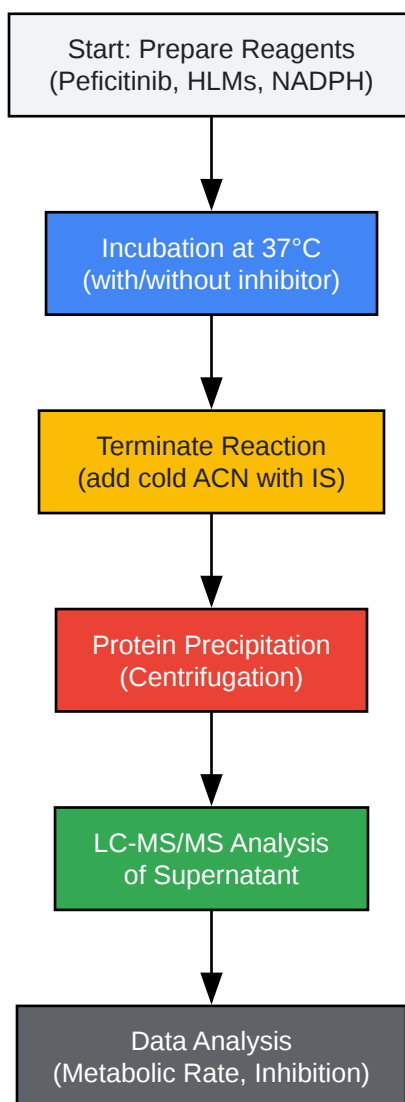 Start: Prepare Reagents
(Peficitinib, HLMs, NADPH)
Incubation at 37°C
(with/without inhibitor)
Terminate Reaction
(add cold ACN with IS)
Protein Precipitation
(Centrifugation)
LC-MS/MS Analysis
of Supernatant
Data Analysis
(Metabolic Rate, Inhibition)